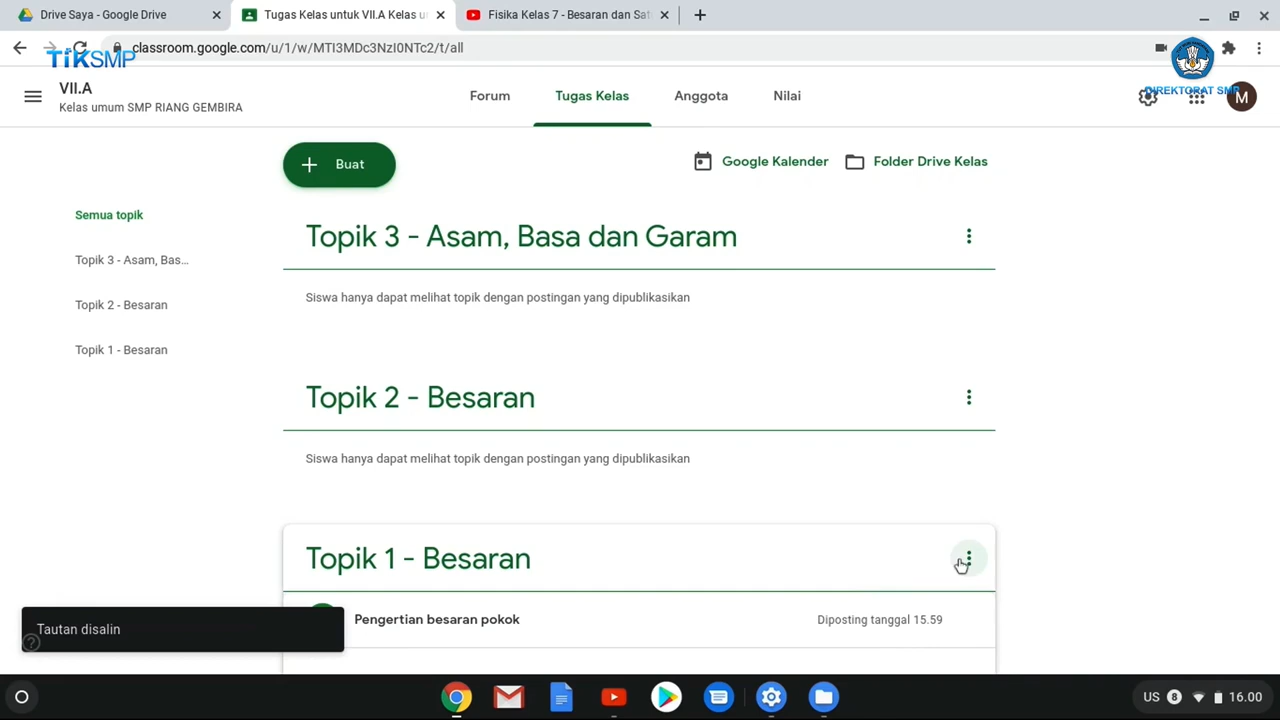 Drive Saya - Google Drive
Tugas Kelas untuk VII.A Kelas u
Fisika Kelas 7 - Besaran dan Sat
classroom.google.com/u/1/w/MTI3MDc3NzI0NTc2/t/all
TikSMP
DIREKTORAT SMP
VII.A
Kelas umum SMP RIANG GEMBIRA
Forum
Tugas Kelas
Anggota
Nilai
M
Buat
Google Kalender
Folder Drive Kelas
Semua topik
Topik 3 - Asam, Bas...
Topik 2 - Besaran
Topik 1 - Besaran
Topik 3 - Asam, Basa dan Garam
Siswa hanya dapat melihat topik dengan postingan yang dipublikasikan
Topik 2 - Besaran
Siswa hanya dapat melihat topik dengan postingan yang dipublikasikan
Topik 1 - Besaran
Pengertian besaran pokok
Diposting tanggal 15.59
Tautan disalin
US 8 16.00